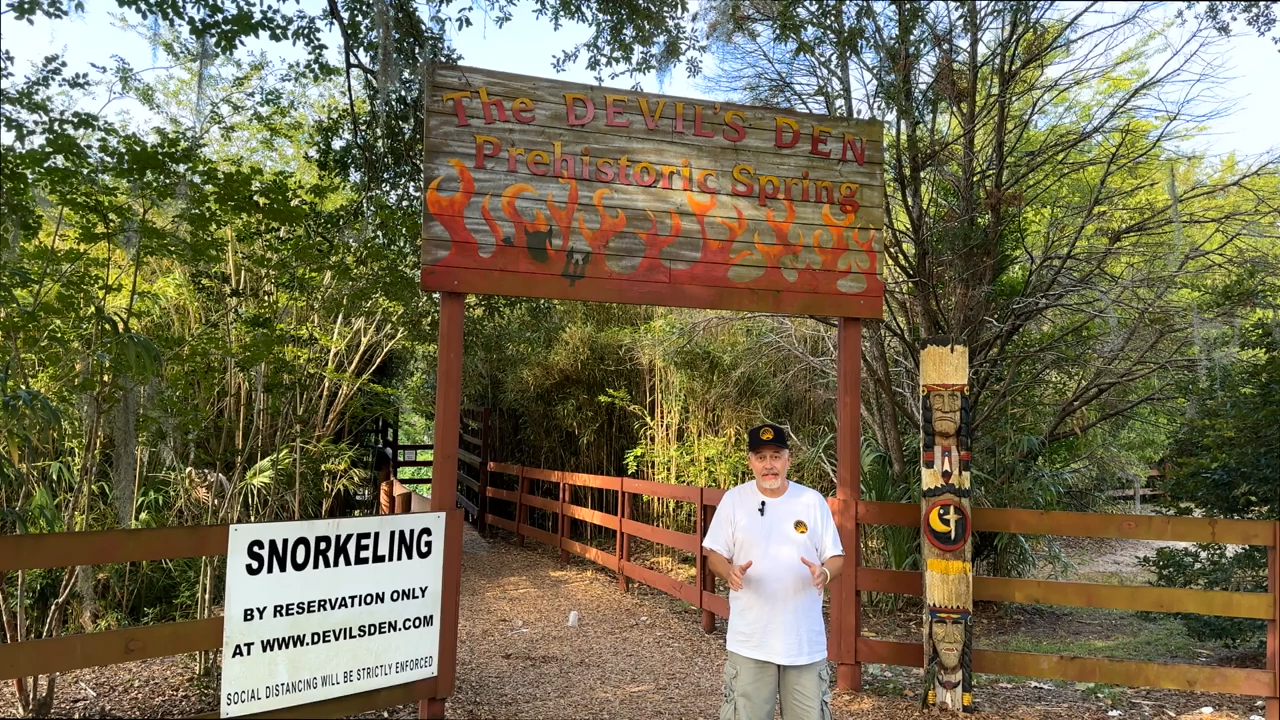 The DEVIL'S DEN
Prehistoric Spring
SNORKELING
BY RESERVATION ONLY
AT WWW.DEVILSDEN.COM
SOCIAL DISTANCING WILL BE STRICTLY ENFORCED